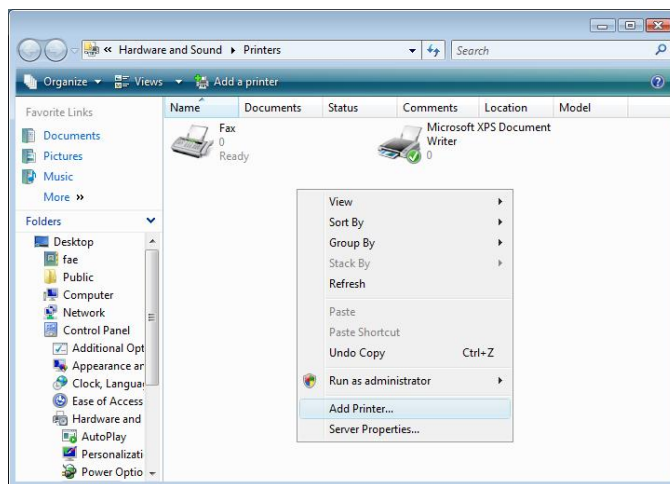 « Hardware and Sound Printers
Search
Organize Views Add a printer
Favorite Links
Documents
Pictures
Music
More »
Folders
Desktop
fae
Public
Computer
Network
Control Panel
Additional Opt
Appearance an
Clock, Languag
Ease of Access
Hardware and
AutoPlay
Personalizati
Power Optio
Name Documents Status Comments Location Model
Fax
0
Ready
Microsoft XPS Document
Writer
0
View
Sort By
Group By
Stack By
Refresh
Paste
Paste Shortcut
Undo Copy Ctrl+Z
Run as administrator
Add Printer...
Server Properties...